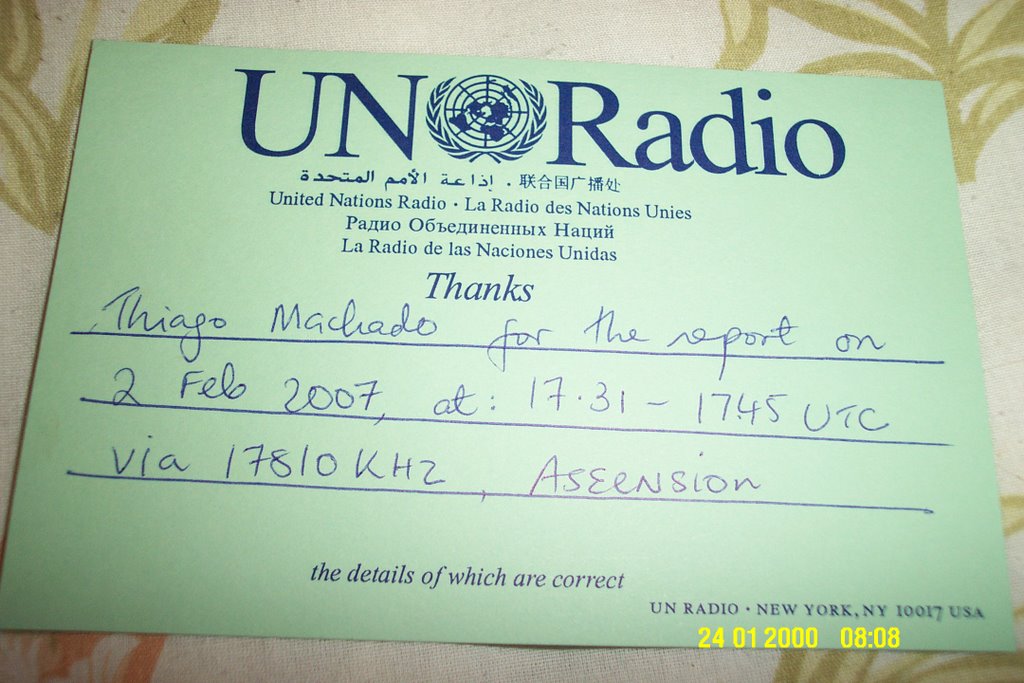 UN Radio
إذاعة الأمم المتحدة · 联合国广播处
United Nations Radio · La Radio des Nations Unies
Радио Объединенных Наций
La Radio de las Naciones Unidas
Thanks
Thiago Machado for the report on
2 Feb 2007, at: 17.31 - 1745 UTC
via 17810 KHz, Ascension
the details of which are correct
UN RADIO · NEW YORK, NY 10017 USA
24 01 2000 08:08